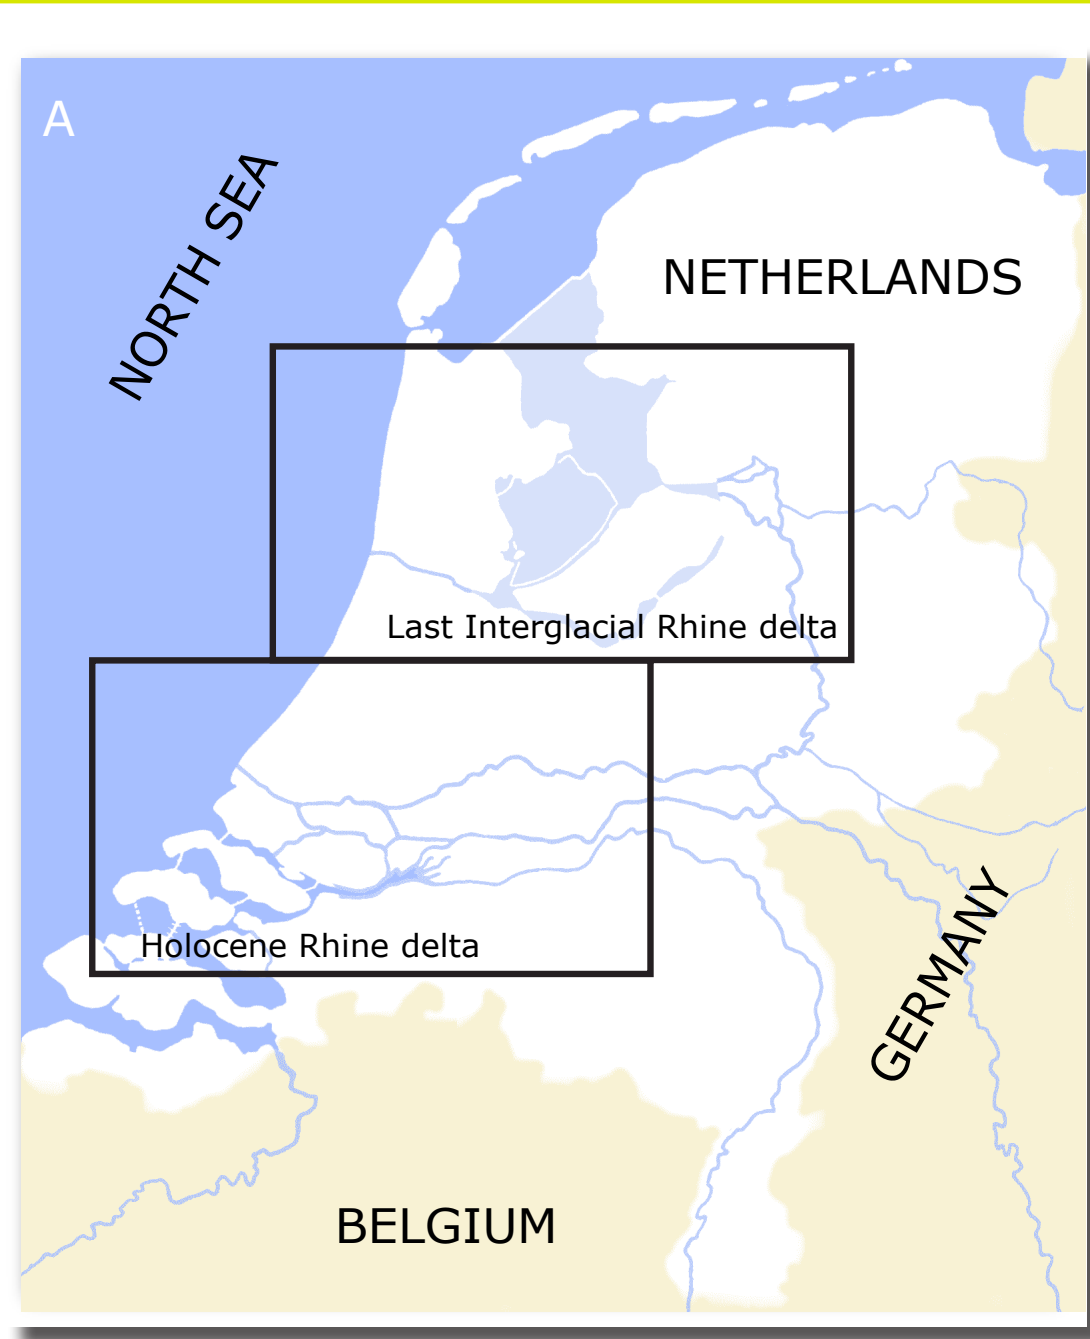 A
NORTH SEA
NETHERLANDS
Last Interglacial Rhine delta
Holocene Rhine delta
GERMANY
BELGIUM